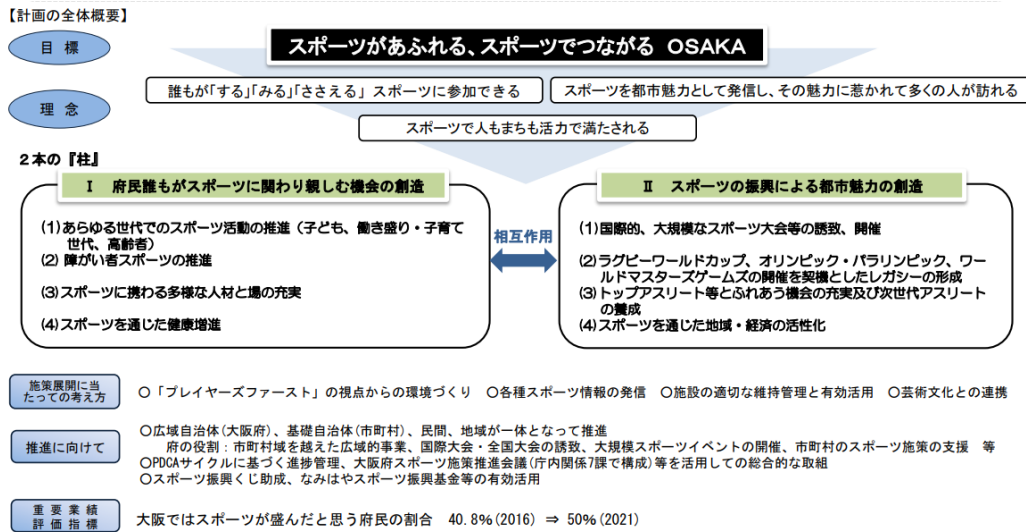 【計画の全体概要】
目 標
スポーツがあふれる、スポーツでつながる OSAKA
理 念
誰もが「する」「みる」「ささえる」 スポーツに参加できる
スポーツを都市魅力として発信し、その魅力に惹かれて多くの人が訪れる
スポーツで人もまちも活力で満たされる
2本の『柱』
Ⅰ 府民誰もがスポーツに関わり親しむ機会の創造
(1)あらゆる世代でのスポーツ活動の推進（子ども、働き盛り・子育て
世代、高齢者）
(2) 障がい者スポーツの推進
(3)スポーツに携わる多様な人材と場の充実
(4)スポーツを通じた健康増進
相互作用
Ⅱ スポーツの振興による都市魅力の創造
(1)国際的、大規模なスポーツ大会等の誘致、開催
(2)ラグビーワールドカップ、オリンピック・パラリンピック、ワー
ルドマスターズゲームズの開催を契機としたレガシーの形成
(3)トップアスリート等とふれあう機会の充実及び次世代アスリート
の養成
(4)スポーツを通じた地域・経済の活性化
施策展開に当
たっての考え方
○「プレイヤーズファースト」の視点からの環境づくり ○各種スポーツ情報の発信 ○施設の適切な維持管理と有効活用 ○芸術文化との連携
推進に向けて
○広域自治体(大阪府)、基礎自治体(市町村)、民間、地域が一体となって推進
府の役割：市町村域を越えた広域的事業、国際大会・全国大会の誘致、大規模スポーツイベントの開催、市町村のスポーツ施策の支援 等
○PDCAサイクルに基づく進捗管理、大阪府スポーツ施策推進会議(庁内関係7課で構成)等を活用しての総合的な取組
○スポーツ振興くじ助成、なみはやスポーツ振興基金等の有効活用
重 要 業 績
評 価 指 標
大阪ではスポーツが盛んだと思う府民の割合 40.8%(2016) ⇒ 50%(2021)